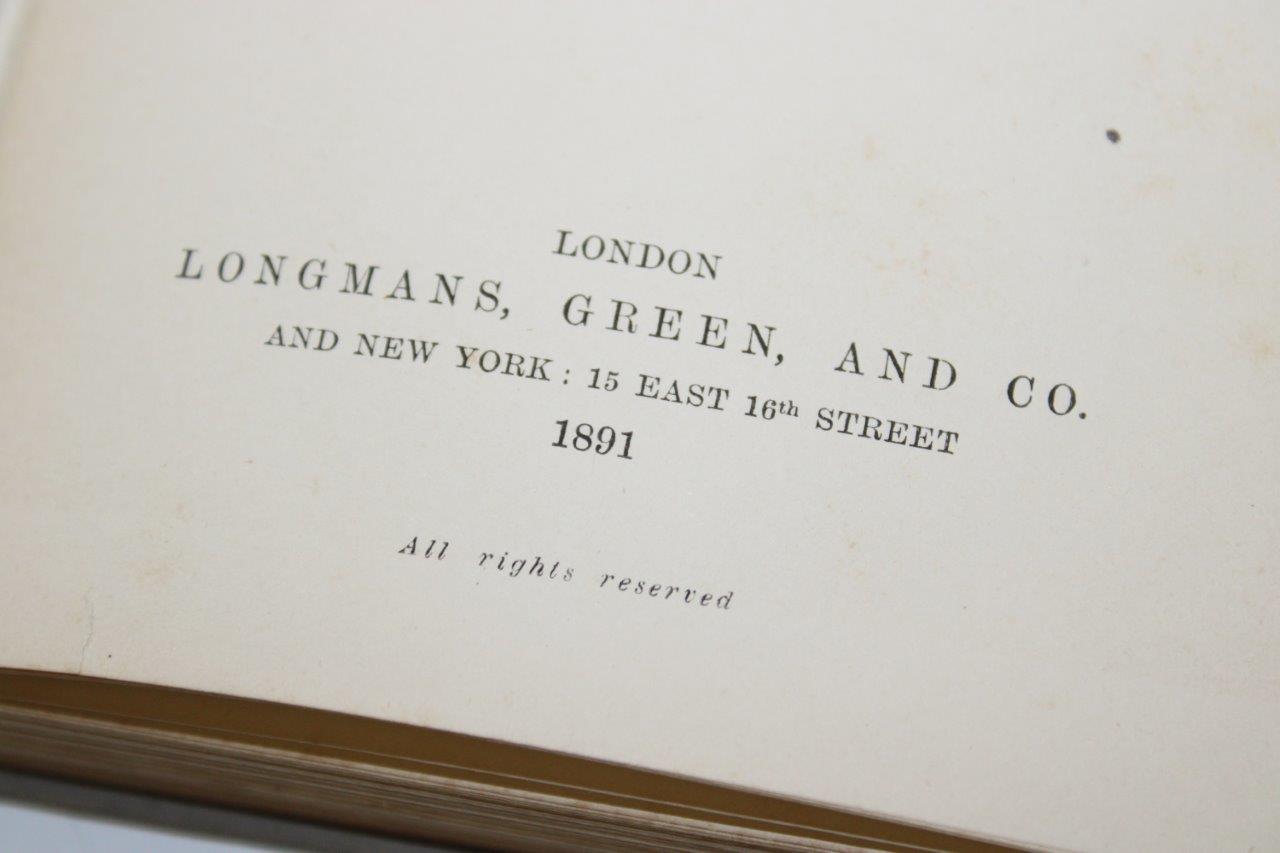 LONDON
LONGMANS, GREEN, AND CO.
AND NEW YORK : 15 EAST 16th STREET
1891
All rights reserved